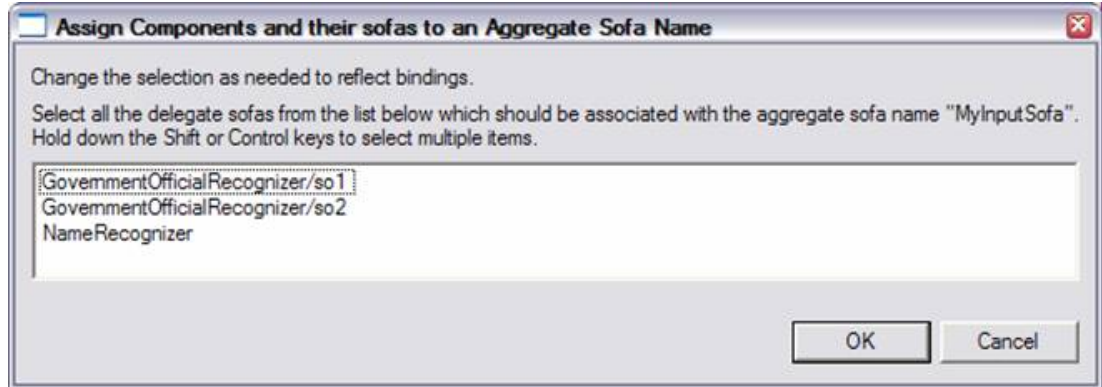 Assign Components and their sofas to an Aggregate Sofa Name
Change the selection as needed to reflect bindings.
Select all the delegate sofas from the list below which should be associated with the aggregate sofa name "MyInputSofa".
Hold down the Shift or Control keys to select multiple items.
GovernmentOfficialRecognizer/so1
GovernmentOfficialRecognizer/so2
NameRecognizer
OK Cancel